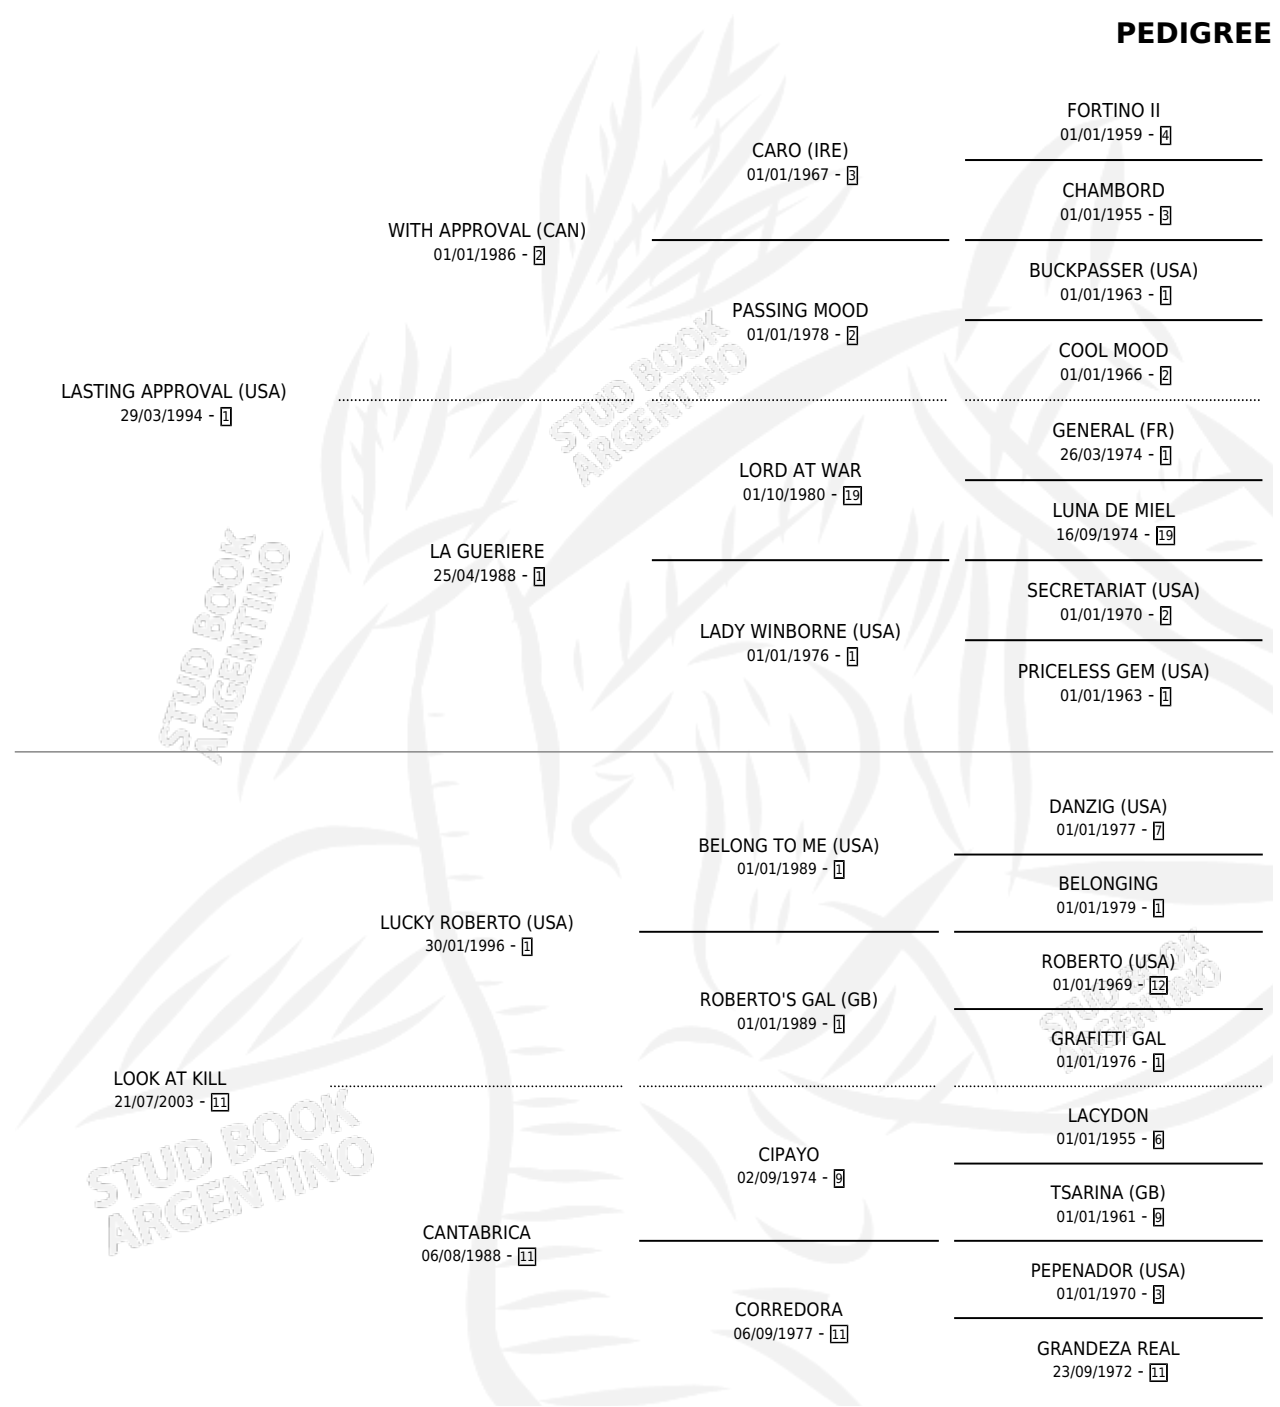 PEDIGREE
FORTINO II
01/01/1959 - 4
CARO (IRE)
01/01/1967 - 3
CHAMBORD
01/01/1955 - 3
WITH APPROVAL (CAN)
01/01/1986 - 2
BUCKPASSER (USA)
01/01/1963 - 1
PASSING MOOD
01/01/1978 - 2
COOL MOOD
01/01/1966 - 2
LASTING APPROVAL (USA)
29/03/1994 - 1
GENERAL (FR)
26/03/1974 - 1
LORD AT WAR
01/10/1980 - 19
LUNA DE MIEL
16/09/1974 - 19
LA GUERIERE
25/04/1988 - 1
SECRETARIAT (USA)
01/01/1970 - 2
LADY WINBORNE (USA)
01/01/1976 - 1
PRICELESS GEM (USA)
01/01/1963 - 1
STUD BOOK
ARGENTINO
STUD BOOK
ARGENTINO
DANZIG (USA)
01/01/1977 - 7
BELONG TO ME (USA)
01/01/1989 - 1
BELONGING
01/01/1979 - 1
LUCKY ROBERTO (USA)
30/01/1996 - 1
ROBERTO (USA)
01/01/1969 - 12
ROBERTO'S GAL (GB)
01/01/1989 - 1
GRAFITTI GAL
01/01/1976 - 1
LOOK AT KILL
21/07/2003 - 11
LACYDON
01/01/1955 - 6
CIPAYO
02/09/1974 - 9
TSARINA (GB)
01/01/1961 - 9
CANTABRICA
06/08/1988 - 11
PEPENADOR (USA)
01/01/1970 - 3
CORREDORA
06/09/1977 - 11
GRANDEZA REAL
23/09/1972 - 11
STUD BOOK
ARGENTINO
STUD BOOK
ARGENTINO